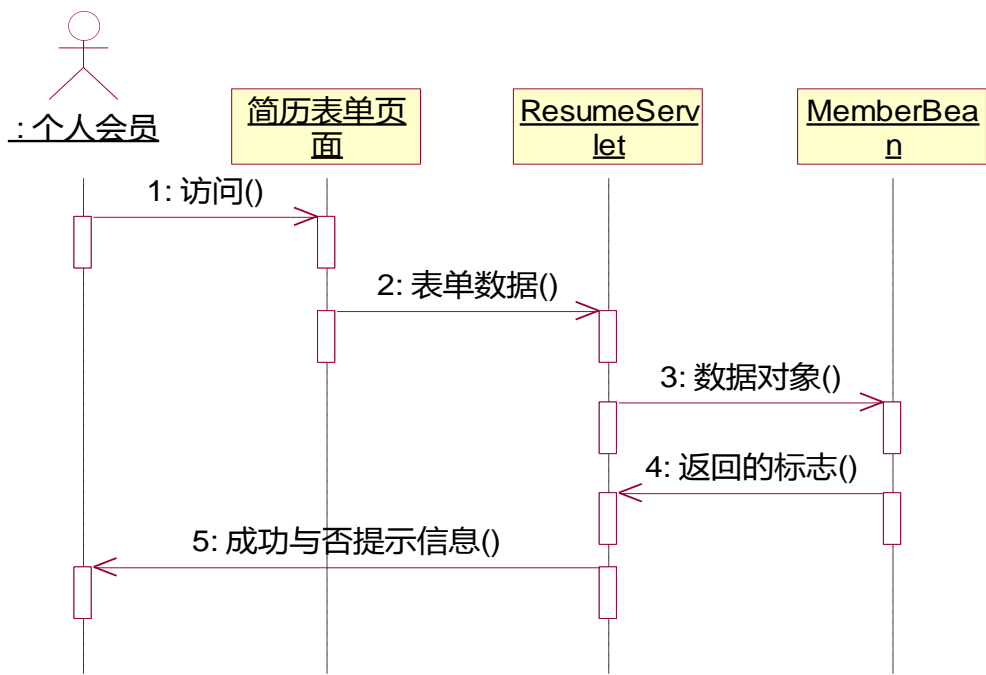 : 个人会员
简历表单页
面
ResumeServ
let
MemberBea
n
1: 访问()
2: 表单数据()
3: 数据对象()
4: 返回的标志()
5: 成功与否提示信息()